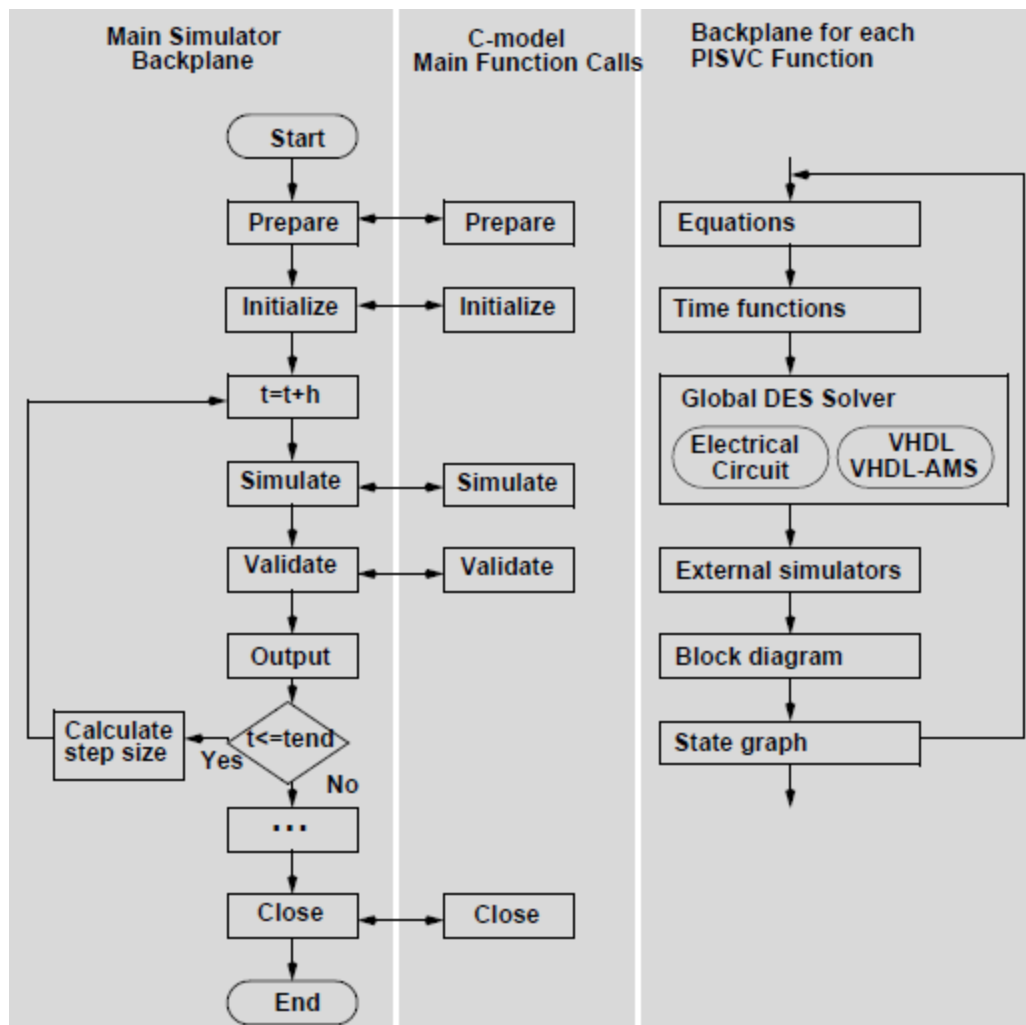 Main Simulator
Backplane
Start
Prepare
Initialize
t=t+h
Simulate
Validate
Output
t<=tend
Yes
No
Calculate
step size
...
Close
End
C-model
Main Function Calls
Prepare
Initialize
Simulate
Validate
Close
Backplane for each
PISVC Function
Equations
Time functions
Global DES Solver
Electrical
Circuit
VHDL
VHDL-AMS
External simulators
Block diagram
State graph